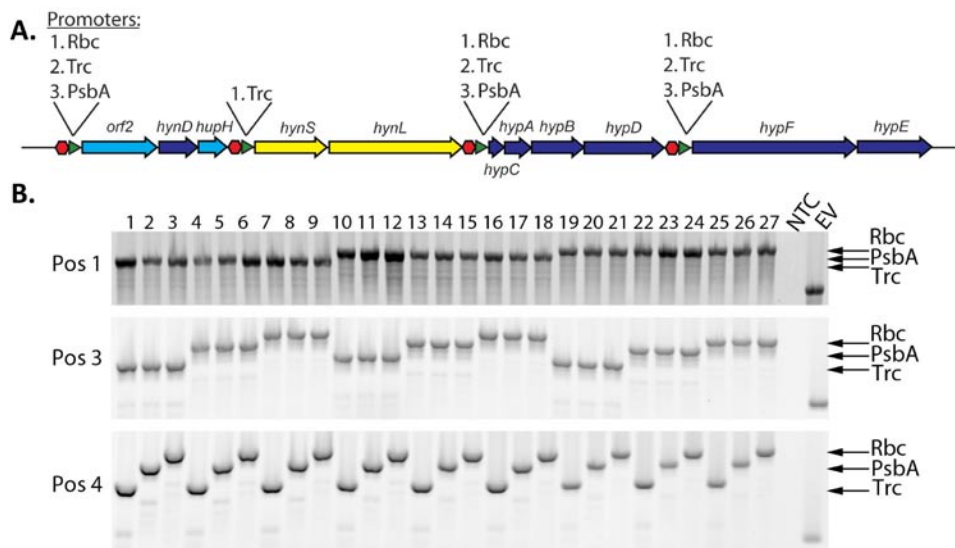 A.
Promoters:
1. Rbc
2. Trc
3. PsbA
1. Trc
1. Rbc
2. Trc
3. PsbA
1. Rbc
2. Trc
3. PsbA
orf2 hynD hupH hynS hynL hypC hypA hypB hypD hypF hypE
B.
1 2 3 4 5 6 7 8 9 10 11 12 13 14 15 16 17 18 19 20 21 22 23 24 25 26 27 NTC EV
Pos 1
Rbc
PsbA
Trc
Pos 3
Rbc
PsbA
Trc
Pos 4
Rbc
PsbA
Trc